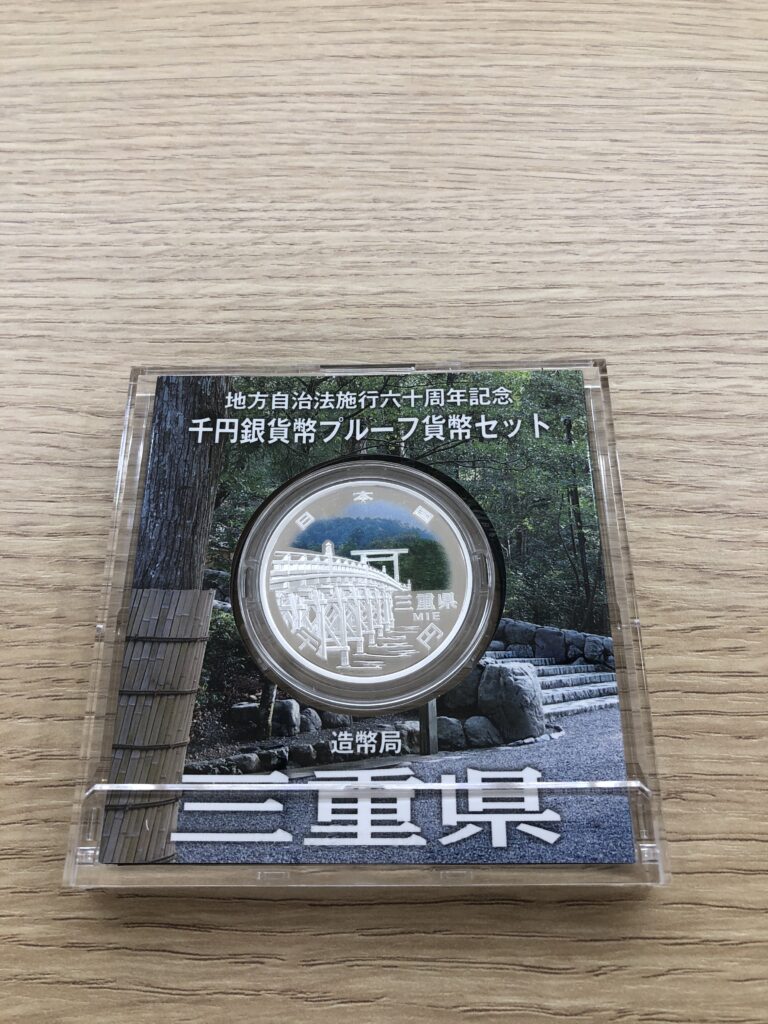 地方自治法施行六十周年記念
千円銀貨幣プルーフ貨幣セット
日本国
三重県
MIE
千円
造幣局
三重県